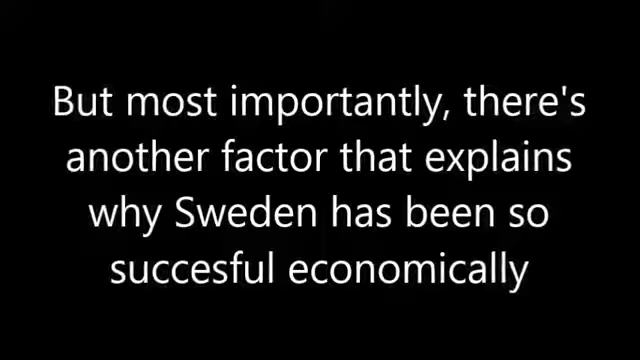 But most importantly, there's
another factor that explains
why Sweden has been so
succesful economically